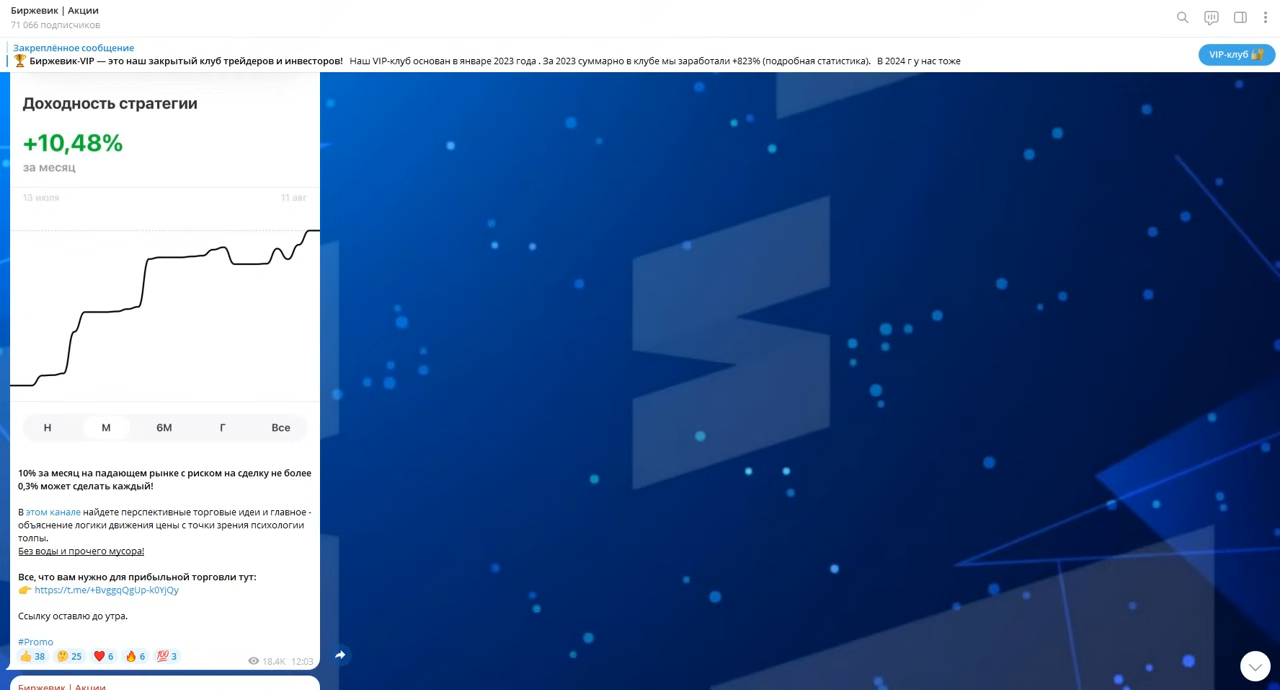 Биржевик | Акции
71 066 подписчиков
Закреплённое сообщение
🏆 Биржевик-VIP — это наш закрытый клуб трейдеров и инвесторов! Наш VIP-клуб основан в январе 2023 года . За 2023 суммарно в клубе мы заработали +823% (подробная статистика). В 2024 г у нас тоже
VIP-клуб 🔐
Доходность стратегии
+10,48%
за месяц
13 июля 11 авг
Н М 6М Г Все
10% за месяц на падающем рынке с риском на сделку не более
0,3% может сделать каждый!
В этом канале найдете перспективные торговые идеи и главное -
объяснение логики движения цены с точки зрения психологии
толпы.
Без воды и прочего мусора!
Все, что вам нужно для прибыльной торговли тут:
👉 https://t.me/+BvggqQgUp-k0YjQy
Ссылку оставлю до утра.
#Promo
👍 38 🤔 25 ❤️ 6 🔥 6 💯 3 18.4K 12:03
Биржевик | Акции